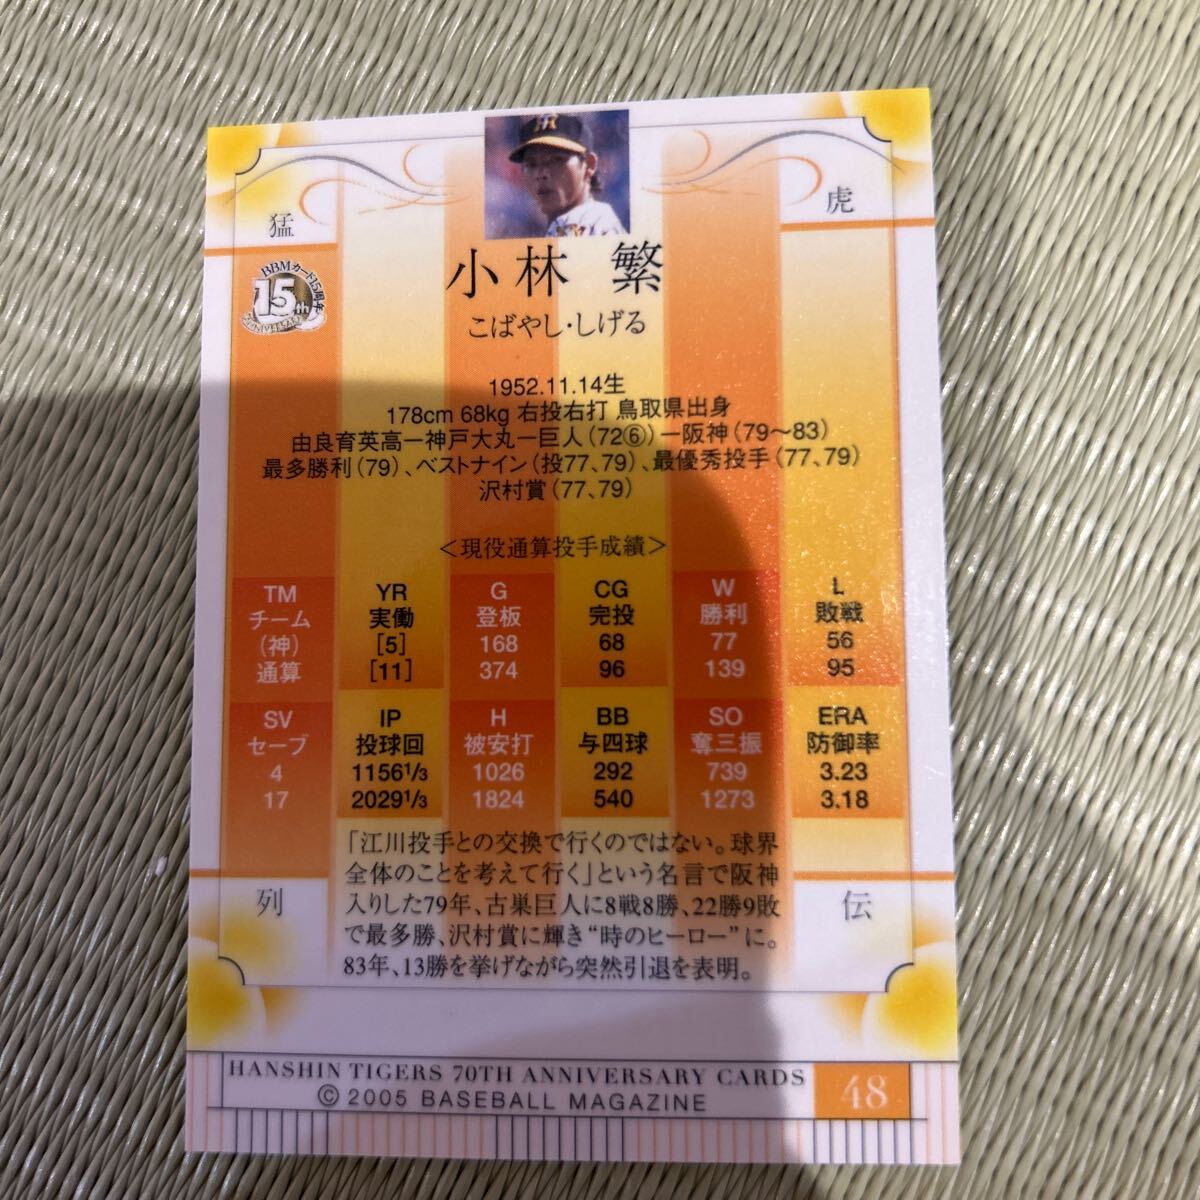 猛
虎
BBMカード15周年
15th
ANNIVERSARY
小林 繁
こばやし・しげる
1952.11.14生
178cm 68kg 右投右打 鳥取県出身
由良育英高ー神戸大丸ー巨人(72⑥)ー阪神(79〜83)
最多勝利(79)、ベストナイン(投77、79)、最優秀投手(77、79)
沢村賞(77、79)
＜現役通算投手成績＞
TM YR G CG W L
チーム 実働 登板 完投 勝利 敗戦
(神) [5] 168 68 77 56
通算 [11] 374 96 139 95
SV IP H BB SO ERA
セーブ 投球回 被安打 与四球 奪三振 防御率
4 1156⅓ 1026 292 739 3.23
17 2029⅓ 1824 540 1273 3.18
「江川投手との交換で行くのではない。球界
全体のことを考えて行く」という名言で阪神
入りした79年、古巣巨人に8戦8勝、22勝9敗
で最多勝、沢村賞に輝き“時のヒーロー”に。
83年、13勝を挙げながら突然引退を表明。
列
伝
HANSHIN TIGERS 70TH ANNIVERSARY CARDS
© 2005 BASEBALL MAGAZINE
48